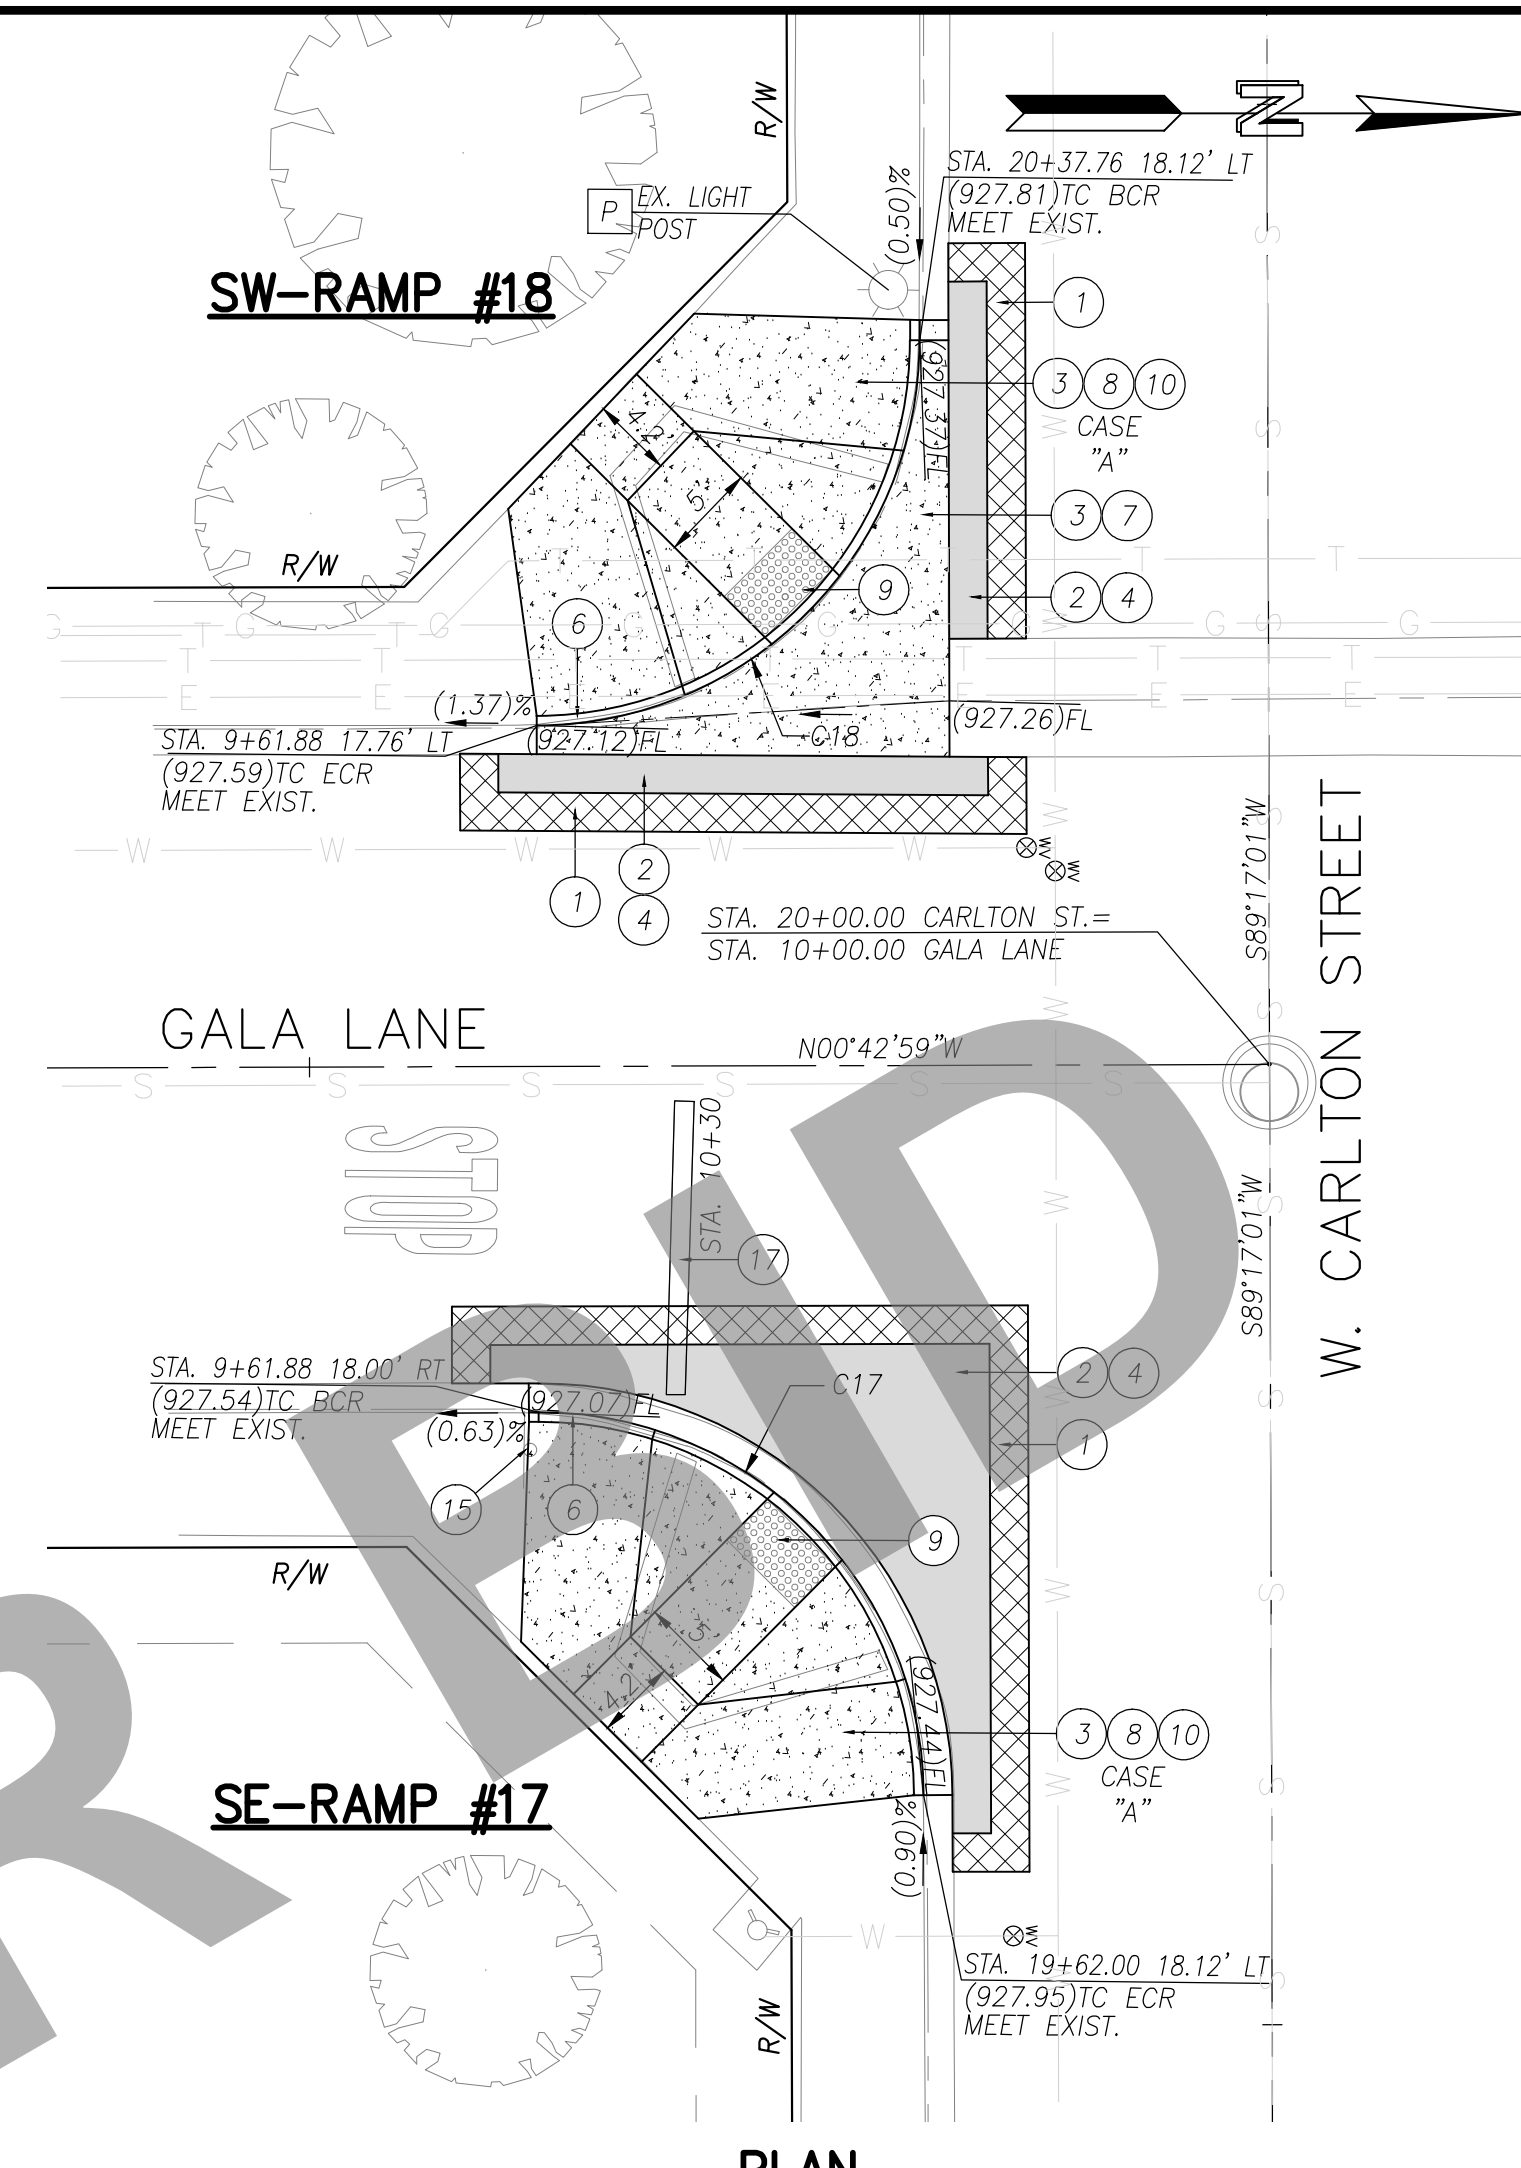 N
R/W
STA. 20+37.76 18.12' LT
(927.81)TC BCR
MEET EXIST.
(0.50)%
P
EX. LIGHT
POST
SW-RAMP #18
1
3 8 10
CASE
"A"
(927.37)FL
4.2'
5'
3 7
2 4
9
6
R/W
(1.37)%
STA. 9+61.88 17.76' LT
(927.59)TC ECR
MEET EXIST.
(927.12)FL
C18
(927.26)FL
G G G G G G G
T T T T T T T
T T T T T
E E E E E E E
W W W W W
WV
WV
2
4
1
STA. 20+00.00 CARLTON ST.=
STA. 10+00.00 GALA LANE
S89°17'01"W
W. CARLTON STREET
GALA LANE
N00°42'59"W
S S S S S S
STOP
STA. 10+30
17
S89°17'01"W
STA. 9+61.88 18.00' RT
(927.54)TC BCR
MEET EXIST.
(927.07)FL
(0.63)%
C17
2 4
1
15
6
9
R/W
5'
4.2'
(927.44)FL
3 8 10
CASE
"A"
SE-RAMP #17
(0.90)%
W
WV
STA. 19+62.00 18.12' LT
(927.95)TC ECR
MEET EXIST.
R/W
R BID
PLAN